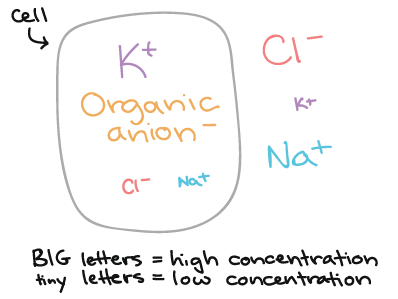 cell
K+
Organic
anion−
Cl− Na+
Cl−
K+
Na+
BIG letters = high concentration
tiny letters = low concentration